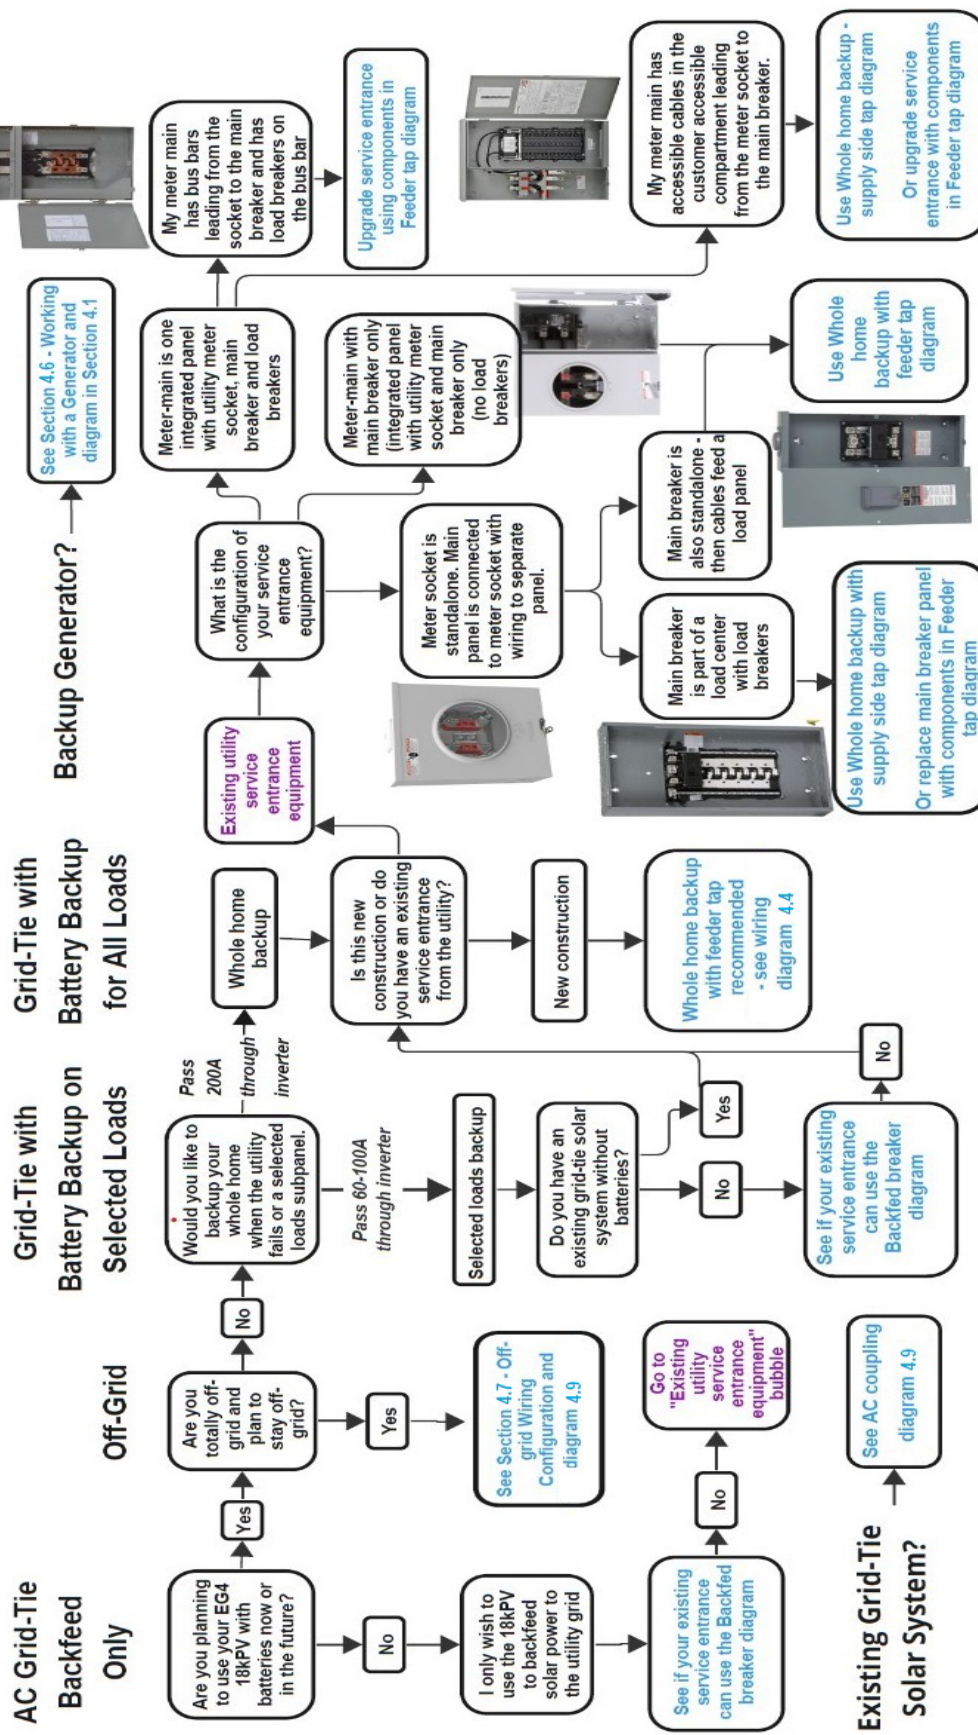 AC Grid-Tie
Backfeed
Only
Off-Grid
Grid-Tie with
Battery Backup on
Selected Loads
Grid-Tie with
Battery Backup
for All Loads
Backup Generator?
See Section 4.6 - Working
with a Generator and
diagram in Section 4.1
Are you planning
to use your EG4
18kPV with
batteries now or
in the future?
Yes
Are you
totally off-
grid and
plan to
stay off-
grid?
No
Would you like to
backup your
whole home
when the utility
fails or a selected
loads subpanel.
Pass
200A
through
inverter
Whole home
backup
Existing utility
service
entrance
equipment
What is the
configuration of
your service
entrance
equipment?
Meter-main is one
integrated panel
with utility meter
socket, main
breaker and load
breakers
My meter main
has bus bars
leading from the
socket to the main
breaker and has
load breakers on
the bus bar
No
Yes
Pass 60-100A
through inverter
Is this new
construction or do
you have an existing
service entrance
from the utility?
Meter-main with
main breaker only
(integrated panel
with utility meter
socket and main
breaker only
(no load
breakers)
Upgrade service entrance
using components in
Feeder tap diagram
I only wish to
use the 18kPV
to backfeed
solar power to
the utility grid
See Section 4.7 - Off-
grid Wiring
Configuration and
diagram 4.9
Selected loads backup
Do you have an
existing grid-tie solar
system without
batteries?
New construction
Meter socket is
standalone. Main
panel is connected
to meter socket with
wiring to separate
panel.
My meter main has
accessible cables in the
customer accessible
compartment leading
from the meter socket to
the main breaker.
See if your existing
service entrance
can use the Backfed
breaker diagram
No
Go to
"Existing
utility
service
entrance
equipment"
bubble
No
Yes
Whole home backup
with feeder tap
recommended
- see wiring
diagram 4.4
Main breaker
is part of a
load center
with load
breakers
Main breaker is
also standalone -
then cables feed a
load panel
Existing Grid-Tie
Solar System?
See AC coupling
diagram 4.9
See if your existing
service entrance
can use the
Backfed breaker
diagram
No
Use Whole home backup with
supply side tap diagram
Or replace main breaker panel
with components in Feeder
tap diagram
Use Whole
home
backup with
feeder tap
diagram
Use Whole home backup -
supply side tap diagram
Or upgrade service
entrance with components
in Feeder tap diagram